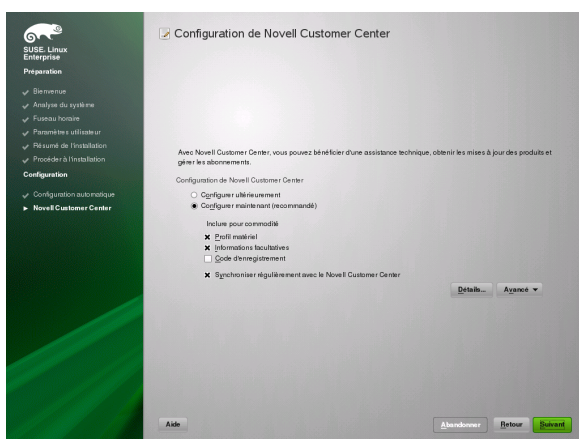 SUSE. Linux
Enterprise
Préparation
Bienvenue
Analyse du système
Fuseau horaire
Paramètres utilisateur
Résumé de l'installation
Procéder à l'installation
Configuration
Configuration automatique
Novell Customer Center
Configuration de Novell Customer Center
Avec Novell Customer Center, vous pouvez bénéficier d'une assistance technique, obtenir les mises à jour des produits et
gérer les abonnements.
Configuration de Novell Customer Center
Configurer ultérieurement
Configurer maintenant (recommandé)
Inclure pour commodité
Profil matériel
Informations facultatives
Code d'enregistrement
Synchroniser régulièrement avec le Novell Customer Center
Détails... Avancé
Aide Abandonner Retour Suivant